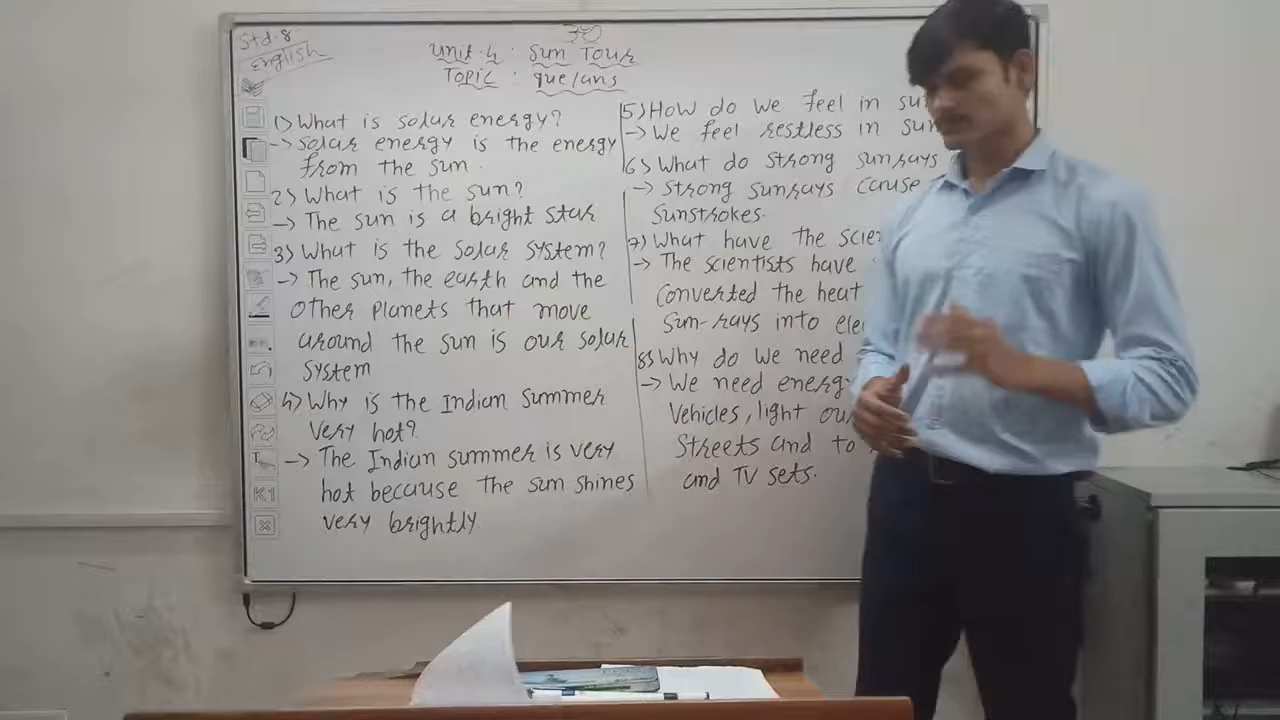 Std.8
English
ૐ
Unit.4 : Sun Tour
Topic : que/ans
1) What is solar energy?
→ Solar energy is the energy
from the sun.
2) What is the sun?
→ The sun is a bright star
3) What is the solar system?
→ The sun, the earth and the
other planets that move
around the sun is our solar
system
4) Why is the Indian summer
very hot?
→ The Indian summer is very
hot because the sun shines
very brightly
5) How do we feel in
→ We feel restless in
6) What do strong sunrays
→ Strong sunrays cause
sunstrokes.
7) What have the
→ The scientists have
converted the heat
sun-rays into
8) Why do we need
→ We need
vehicles, light
streets and to
and TV sets.
K1